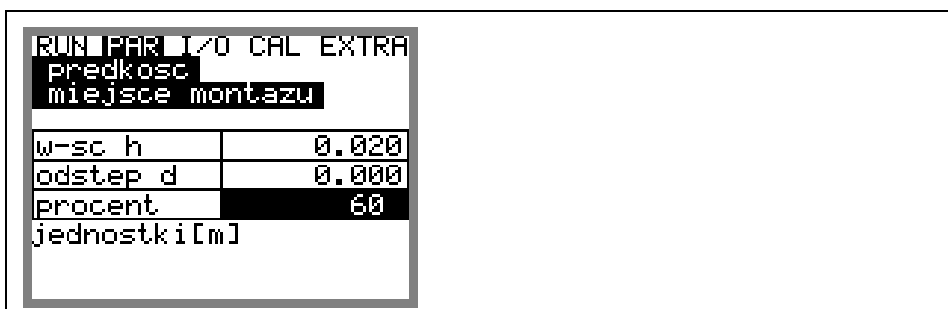 RUN PAR I/O CAL EXTRA
predkosc
miejsce montazu
w-sc h 0.020
odstep d 0.000
procent 60
jednostki[m]